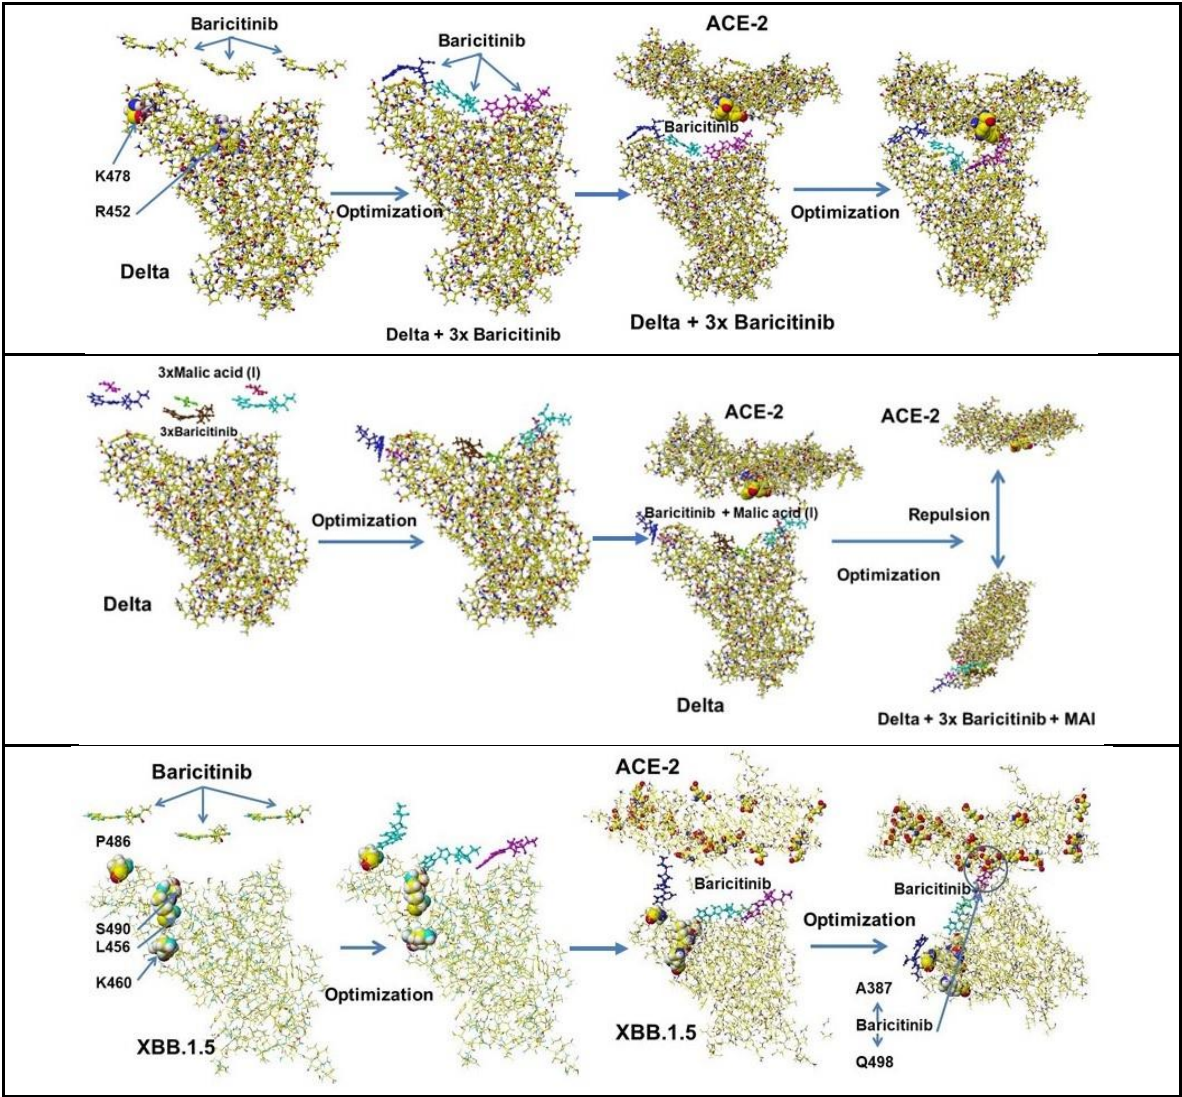 Baricitinib
K478
R452
Delta
Optimization
Baricitinib
Delta + 3x Baricitinib
ACE-2
Baricitinib
Delta + 3x Baricitinib
Optimization
3xMalic acid (I)
3xBaricitinib
Delta
Optimization
ACE-2
Baricitinib + Malic acid (I)
Delta
Optimization
ACE-2
Repulsion
Delta + 3x Baricitinib + MAI
Baricitinib
P486
S490
L456
K460
XBB.1.5
Optimization
ACE-2
Baricitinib
XBB.1.5
Optimization
Baricitinib
A387
Baricitinib
Q498